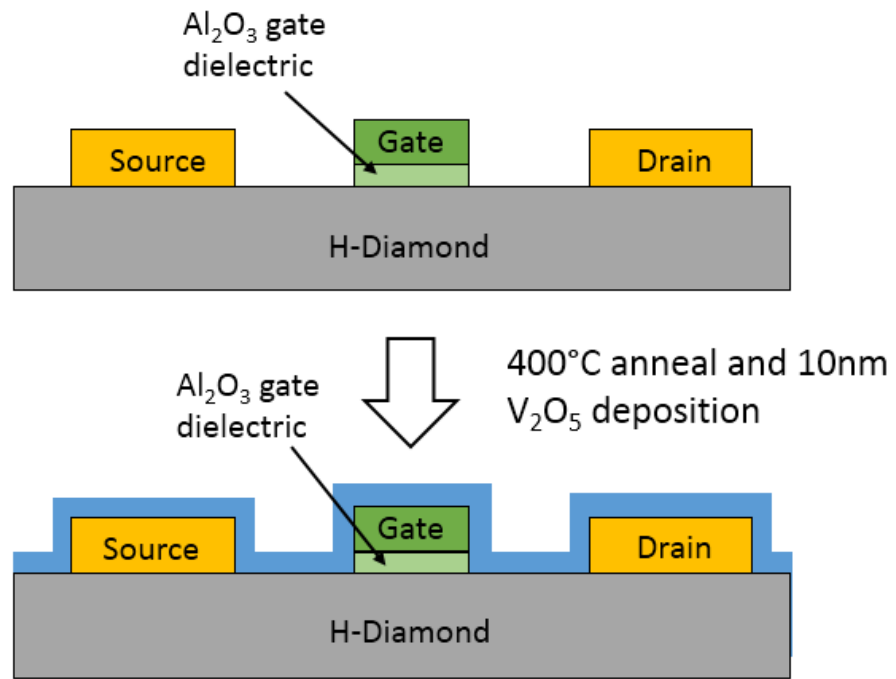 Al₂O₃ gate
dielectric
Source
Gate
Drain
H-Diamond
400°C anneal and 10nm
V₂O₅ deposition
Al₂O₃ gate
dielectric
Source
Gate
Drain
H-Diamond